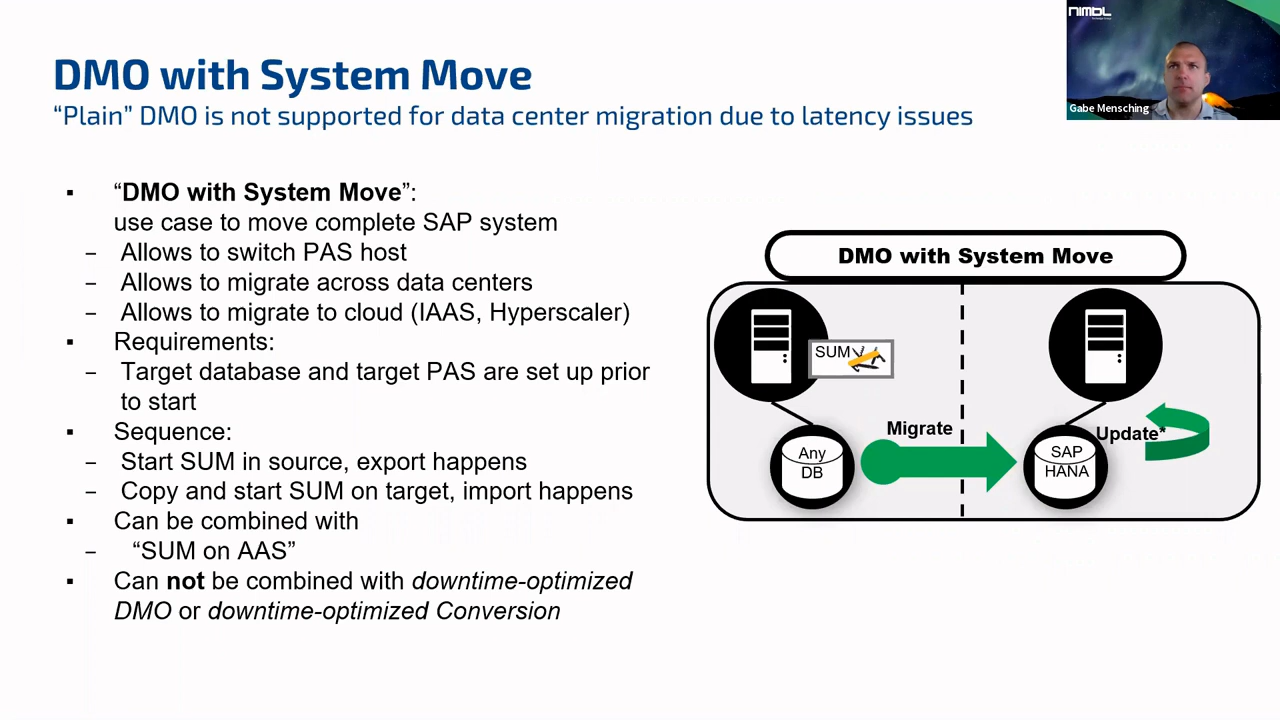 DMO with System Move
“Plain” DMO is not supported for data center migration due to latency issues
nimbl
Gabe Mensching
▪ “DMO with System Move”:
use case to move complete SAP system
– Allows to switch PAS host
– Allows to migrate across data centers
– Allows to migrate to cloud (IAAS, Hyperscaler)
▪ Requirements:
– Target database and target PAS are set up prior
to start
▪ Sequence:
– Start SUM in source, export happens
– Copy and start SUM on target, import happens
▪ Can be combined with
– “SUM on AAS”
▪ Can not be combined with downtime-optimized
DMO or downtime-optimized Conversion
DMO with System Move
SUM
Migrate
Update*
Any
DB
SAP
HANA